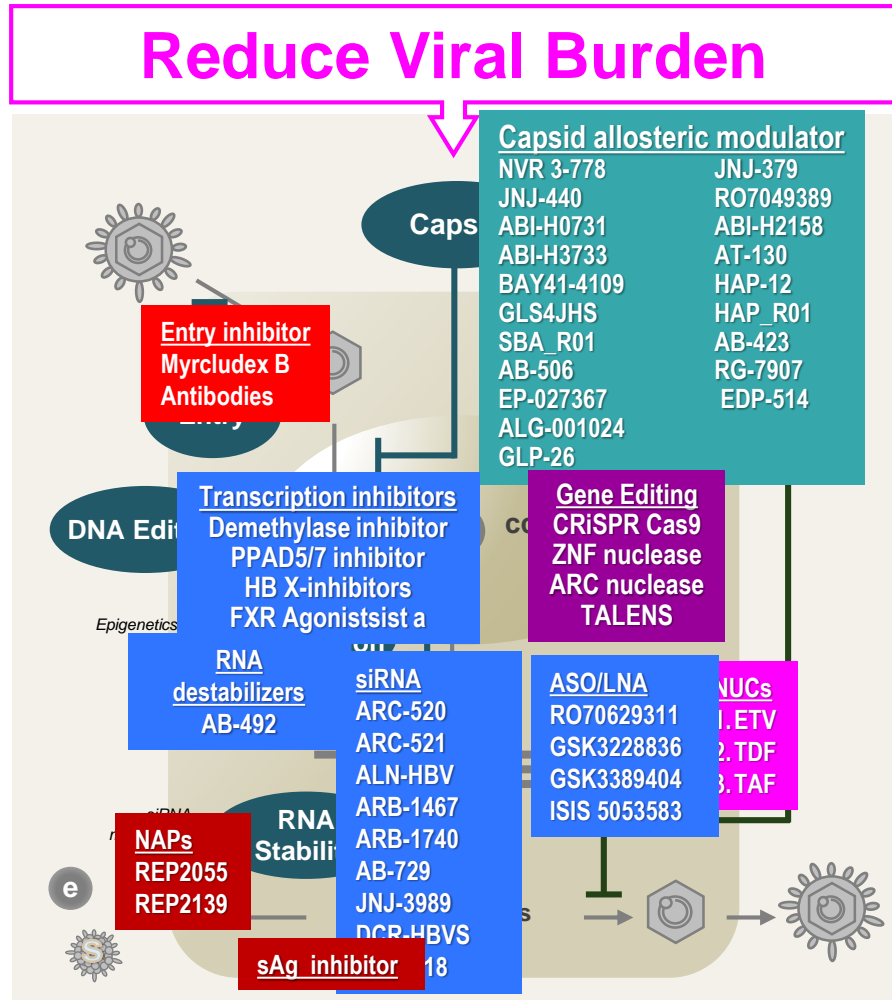 Reduce Viral Burden
Capsid allosteric modulator
NVR 3-778 JNJ-379
JNJ-440 RO7049389
ABI-H0731 ABI-H2158
ABI-H3733 AT-130
BAY41-4109 HAP-12
GLS4JHS HAP_R01
SBA_R01 AB-423
AB-506 RG-7907
EP-027367 EDP-514
ALG-001024
GLP-26
Caps
Entry inhibitor
Myrcludex B
Antibodies
Entry
Transcription inhibitors
Demethylase inhibitor
PPAD5/7 inhibitor
HB X-inhibitors
FXR Agonistsist a
Gene Editing
CRiSPR Cas9
ZNF nuclease
ARC nuclease
TALENS
DNA Edit
Epigenetics
RNA
destabilizers
AB-492
siRNA
ARC-520
ARC-521
ALN-HBV
ARB-1467
ARB-1740
AB-729
JNJ-3989
DCR-HBVS
18
ASO/LNA
RO70629311
GSK3228836
GSK3389404
ISIS 5053583
NUCs
1.ETV
2.TDF
3.TAF
siRNA
RNA
Stabilit
NAPs
REP2055
REP2139
e
S
s
sAg inhibitor